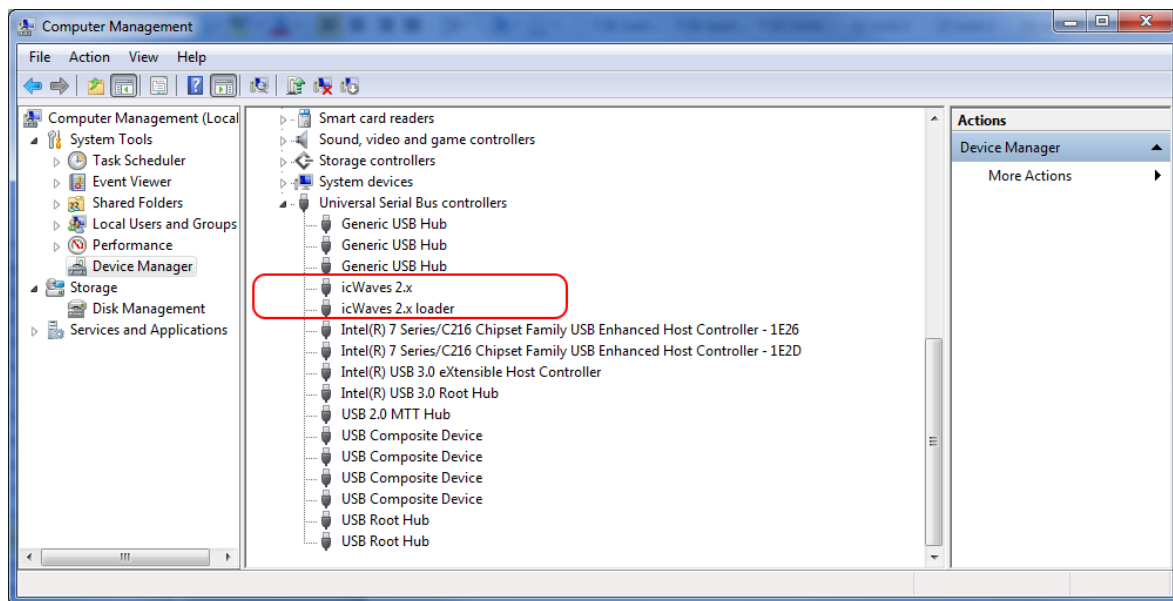 Computer Management
File Action View Help
Computer Management (Local
System Tools
Task Scheduler
Event Viewer
Shared Folders
Local Users and Groups
Performance
Device Manager
Storage
Disk Management
Services and Applications
Smart card readers
Sound, video and game controllers
Storage controllers
System devices
Universal Serial Bus controllers
Generic USB Hub
Generic USB Hub
Generic USB Hub
icWaves 2.x
icWaves 2.x loader
Intel(R) 7 Series/C216 Chipset Family USB Enhanced Host Controller - 1E26
Intel(R) 7 Series/C216 Chipset Family USB Enhanced Host Controller - 1E2D
Intel(R) USB 3.0 eXtensible Host Controller
Intel(R) USB 3.0 Root Hub
USB 2.0 MTT Hub
USB Composite Device
USB Composite Device
USB Composite Device
USB Composite Device
USB Root Hub
USB Root Hub
Actions
Device Manager
More Actions